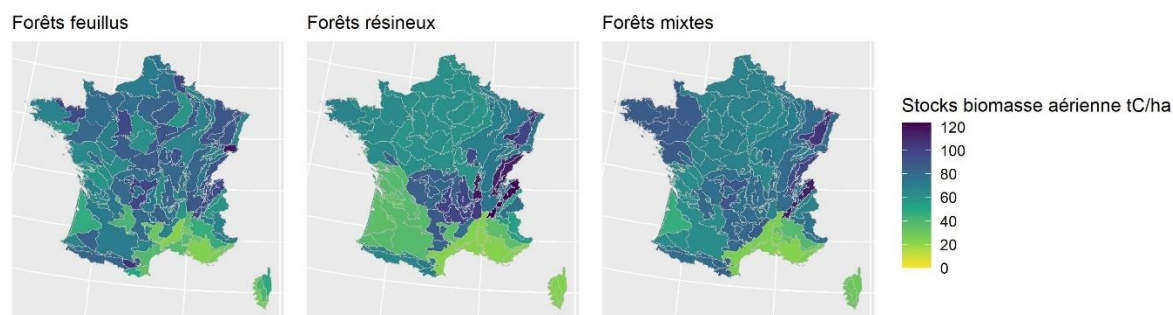 Forêts feuillus
Forêts résineux
Forêts mixtes
Stocks biomasse aérienne tC/ha
120
100
80
60
40
20
0